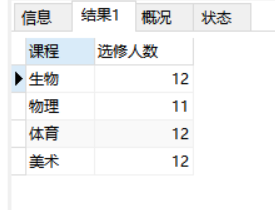 信息 结果1 概况 状态
课程 选修人数
生物 12
物理 11
体育 12
美术 12